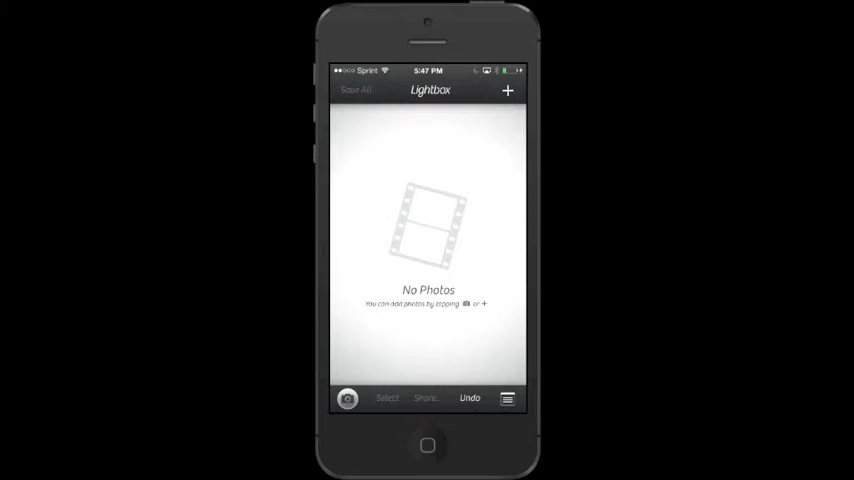 Sprint 5:47 PM
Save All Lightbox +
No Photos
You can add photos by tapping or +
Select Share.. Undo